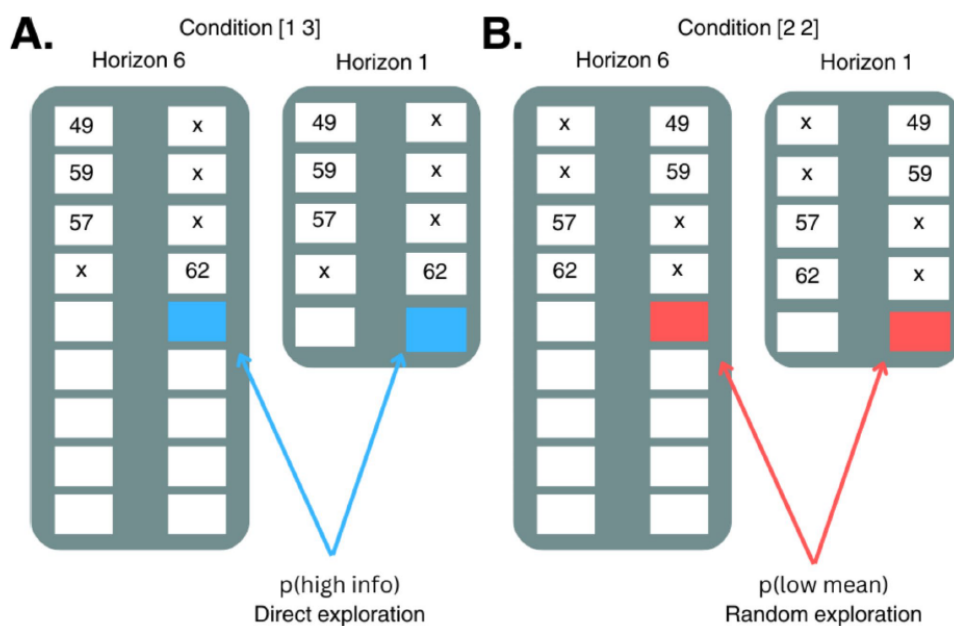 A.
Condition [1 3]
Horizon 6
Horizon 1
49 x
59 x
57 x
x 62
49 x
59 x
57 x
x 62
p(high info)
Direct exploration
B.
Condition [2 2]
Horizon 6
Horizon 1
x 49
x 59
57 x
62 x
x 49
x 59
57 x
62 x
p(low mean)
Random exploration